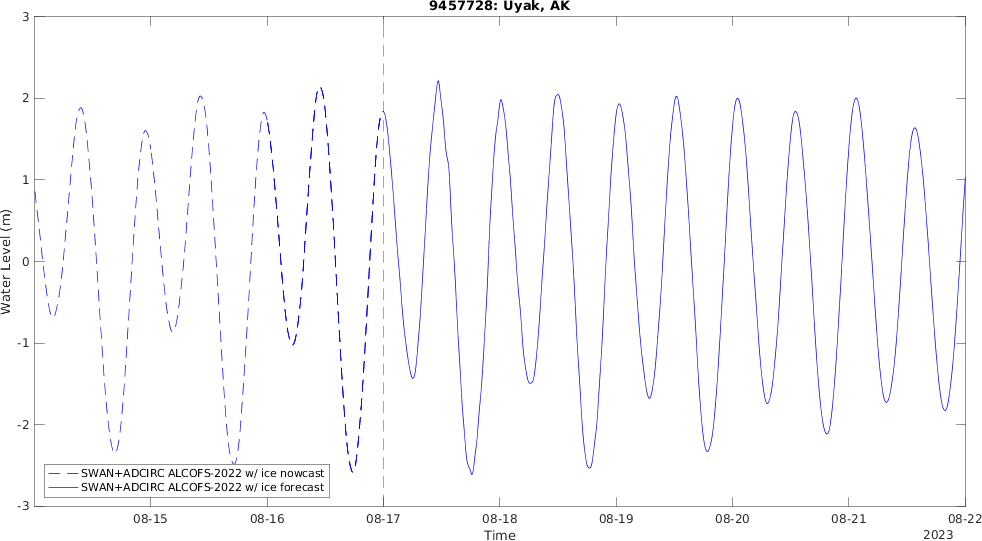 9457728: Uyak, AK
3
2
1
0
-1
-2
-3
Water Level (m)
SWAN+ADCIRC ALCOFS-2022 w/ ice nowcast
SWAN+ADCIRC ALCOFS-2022 w/ ice forecast
08-15 08-16 08-17 08-18 08-19 08-20 08-21 08-22
Time
2023